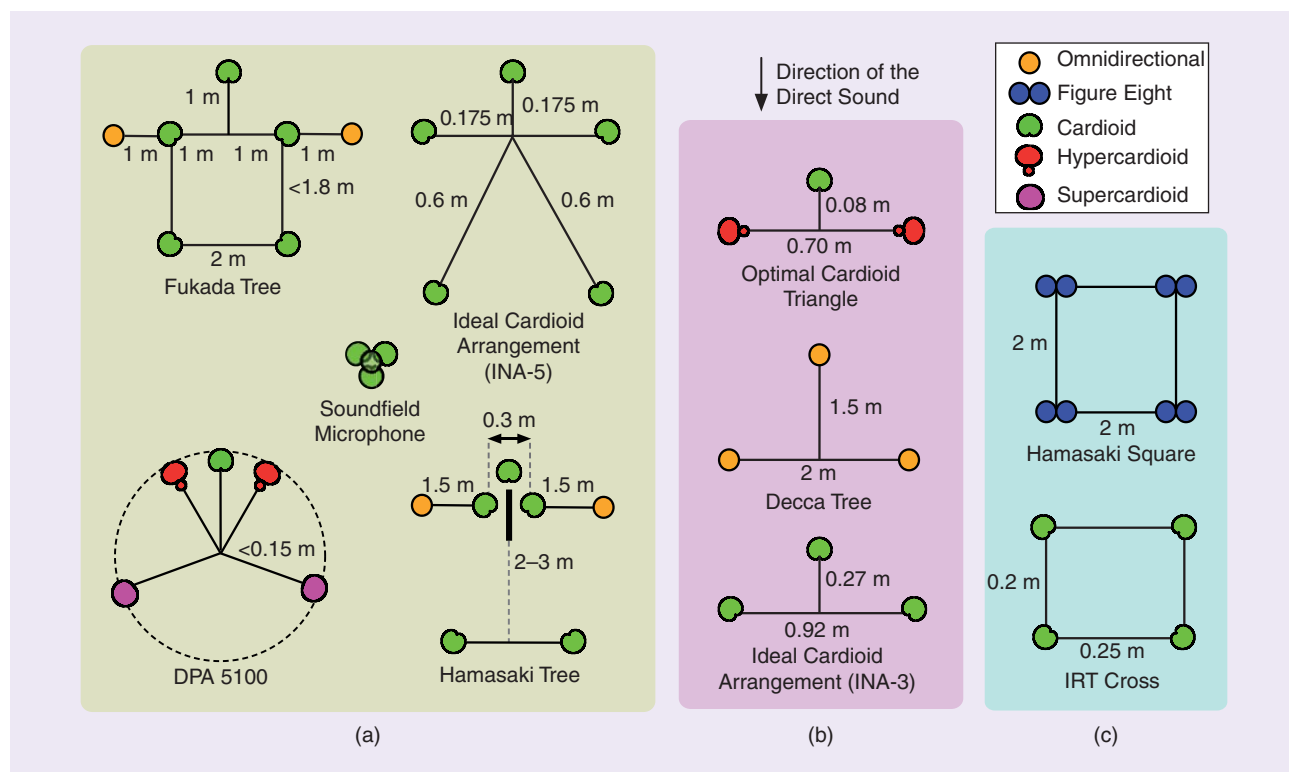 1 m
1 m
1 m
1 m
1 m
<1.8 m
2 m
Fukada Tree
0.175 m
0.175 m
0.6 m
0.6 m
Ideal Cardioid
Arrangement
(INA-5)
Soundfield
Microphone
<0.15 m
DPA 5100
0.3 m
1.5 m
1.5 m
2–3 m
Hamasaki Tree
(a)
Direction of the
Direct Sound
0.08 m
0.70 m
Optimal Cardioid
Triangle
1.5 m
2 m
Decca Tree
0.27 m
0.92 m
Ideal Cardioid
Arrangement (INA-3)
(b)
Omnidirectional
Figure Eight
Cardioid
Hypercardioid
Supercardioid
2 m
2 m
Hamasaki Square
0.2 m
0.25 m
IRT Cross
(c)